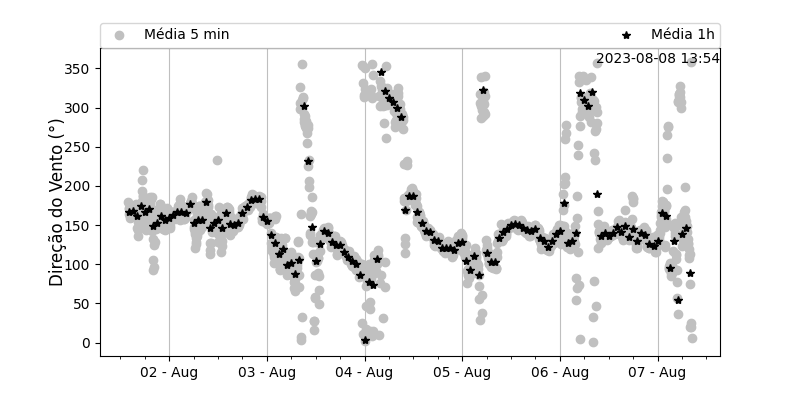 Média 5 min
Média 1h
2023-08-08 13:54
Direção do Vento (°)
350
300
250
200
150
100
50
0
02 - Aug
03 - Aug
04 - Aug
05 - Aug
06 - Aug
07 - Aug